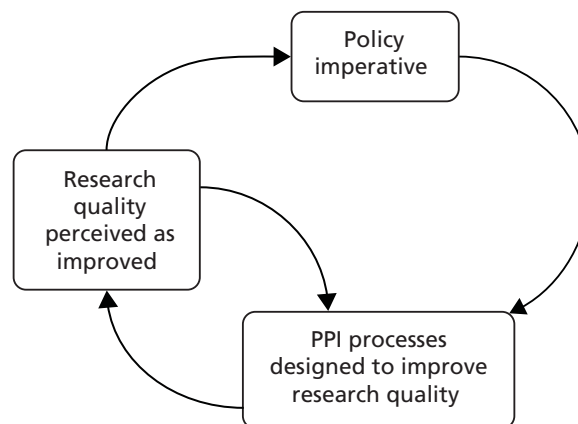 Policy
imperative
Research
quality
perceived as
improved
PPI processes
designed to improve
research quality